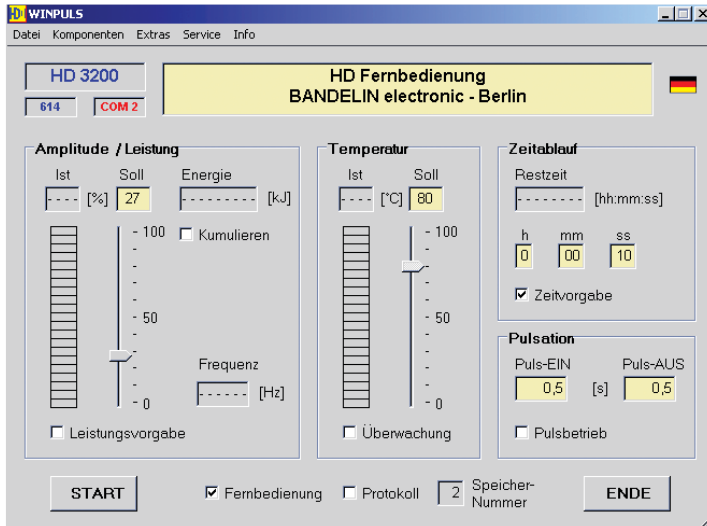 WINPULS
Datei Komponenten Extras Service Info
HD 3200
614 COM 2
HD Fernbedienung
BANDELIN electronic - Berlin
Amplitude / Leistung
Ist Soll Energie
---- [%] 27 --------- [kJ]
- 100
Kumulieren
- 50
Frequenz
------ [Hz]
- 0
Leistungsvorgabe
Temperatur
Ist Soll
---- [°C] 80
- 100
- 50
- 0
Überwachung
Zeitablauf
Restzeit
-------- [hh:mm:ss]
h mm ss
0 00 10
Zeitvorgabe
Pulsation
Puls-EIN Puls-AUS
0,5 [s] 0,5
Pulsbetrieb
START Fernbedienung Protokoll 2 Speicher-
Nummer ENDE